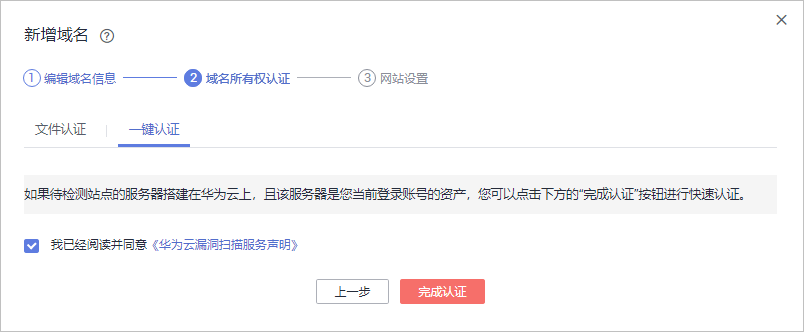 新增域名 ?
1 编辑域名信息 2 域名所有权认证 3 网站设置
文件认证 一键认证
如果待检测站点的服务器搭建在华为云上，且该服务器是您当前登录账号的资产，您可以点击下方的“完成认证”按钮进行快速认证。
我已经阅读并同意《华为云漏洞扫描服务声明》
上一步 完成认证